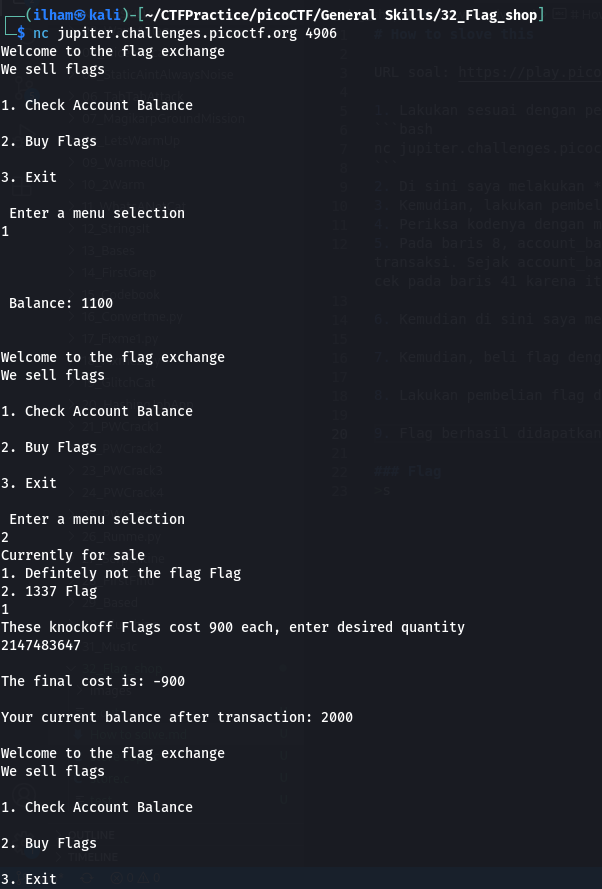 ┌──(ilham㉿kali)-[~/CTFPractice/picoCTF/General Skills/32_Flag_shop]
└─$ nc jupiter.challenges.picoctf.org 4906
Welcome to the flag exchange
We sell flags
1. Check Account Balance
2. Buy Flags
3. Exit
Enter a menu selection
1
Balance: 1100
Welcome to the flag exchange
We sell flags
1. Check Account Balance
2. Buy Flags
3. Exit
Enter a menu selection
2
Currently for sale
1. Defintely not the flag Flag
2. 1337 Flag
1
These knockoff Flags cost 900 each, enter desired quantity
2147483647
The final cost is: -900
Your current balance after transaction: 2000
Welcome to the flag exchange
We sell flags
1. Check Account Balance
2. Buy Flags
3. Exit